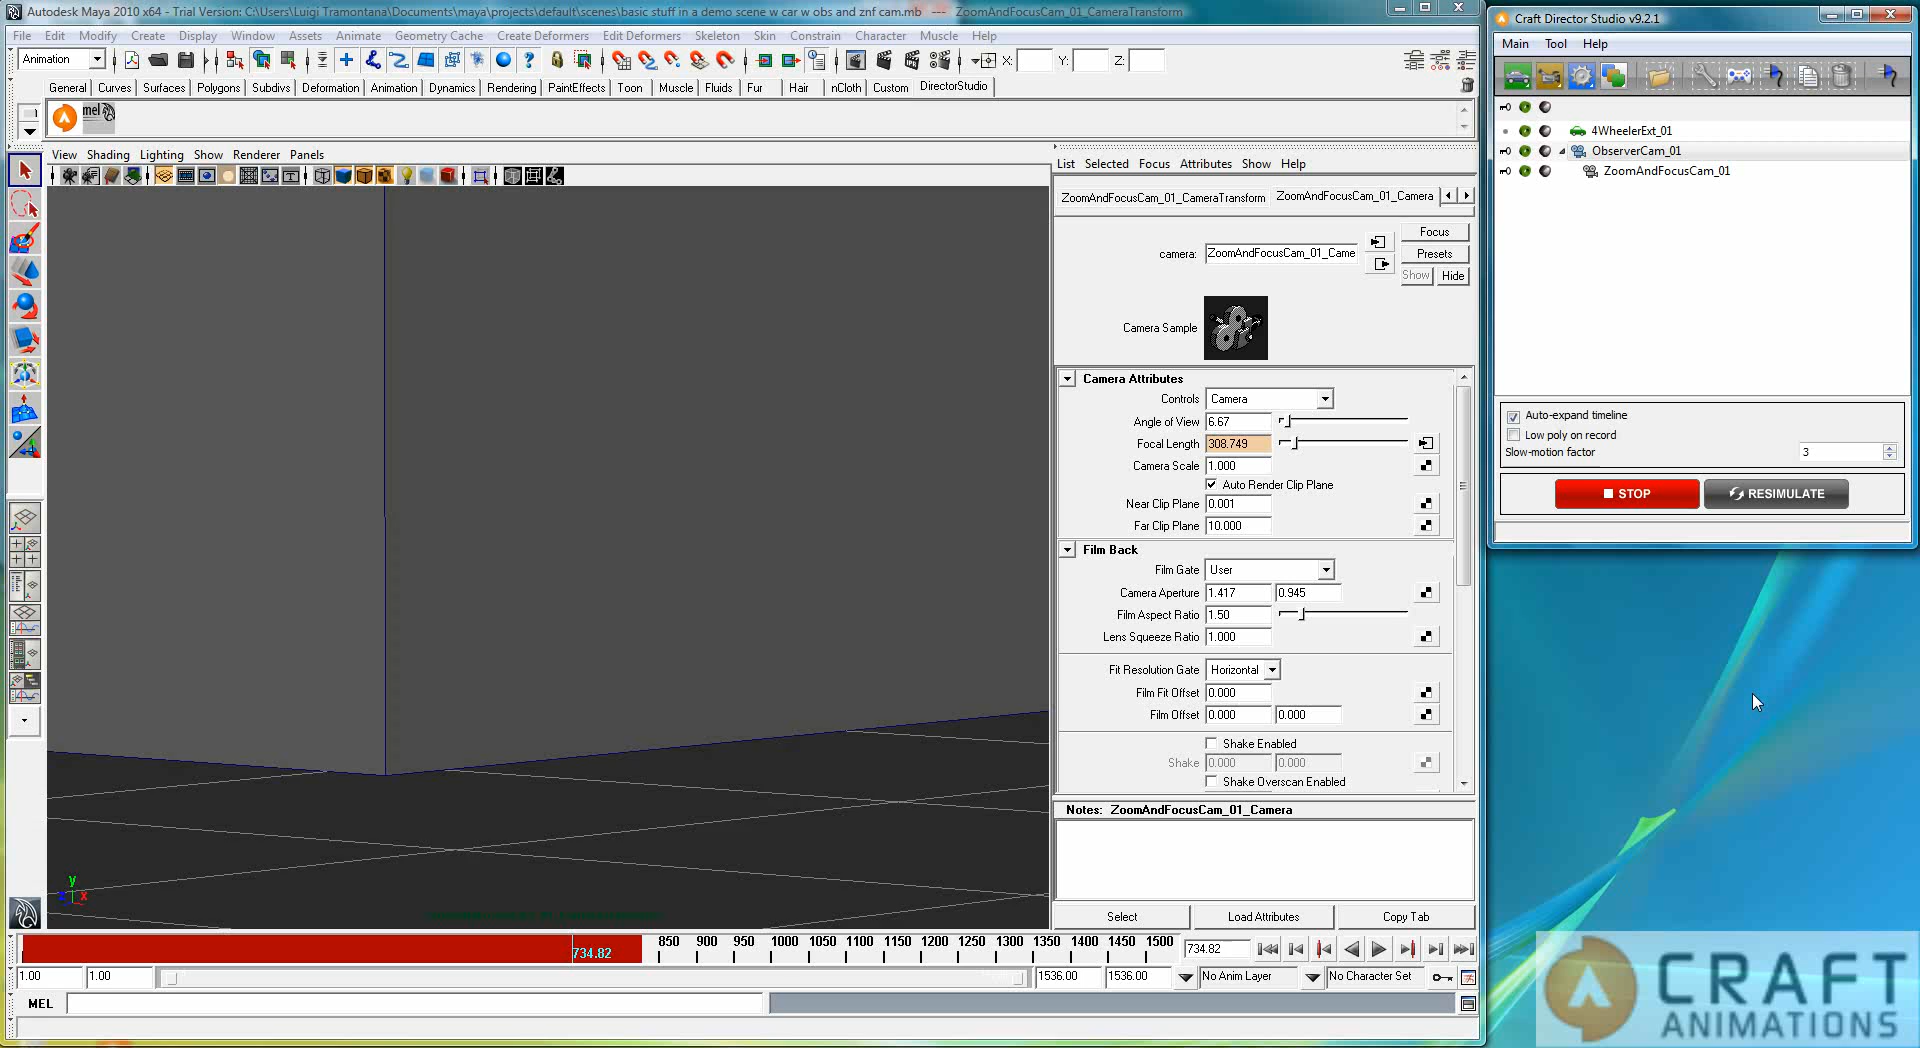 Autodesk Maya 2010 x64 - Trial Version: C:\Users\Luigi Tramontana\Documents\maya\projects\default\scenes\basic stuff in a demo scene w car w obs and znf cam.mb --- ZoomAndFocusCam_01_CameraTransform
File Edit Modify Create Display Window Assets Animate Geometry Cache Create Deformers Edit Deformers Skeleton Skin Constrain Character Muscle Help
Animation X: Y: Z:
General Curves Surfaces Polygons Subdivs Deformation Animation Dynamics Rendering PaintEffects Toon Muscle Fluids Fur Hair nCloth Custom DirectorStudio
mel
View Shading Lighting Show Renderer Panels
List Selected Focus Attributes Show Help
ZoomAndFocusCam_01_CameraTransform ZoomAndFocusCam_01_Camera
camera: ZoomAndFocusCam_01_Came
Focus
Presets
Show Hide
Camera Sample
Camera Attributes
Controls Camera
Angle of View 6.67
Focal Length 308.749
Camera Scale 1.000
Auto Render Clip Plane
Near Clip Plane 0.001
Far Clip Plane 10.000
Film Back
Film Gate User
Camera Aperture 1.417 0.945
Film Aspect Ratio 1.50
Lens Squeeze Ratio 1.000
Fit Resolution Gate Horizontal
Film Fit Offset 0.000
Film Offset 0.000 0.000
Shake Enabled
Shake 0.000 0.000
Shake Overscan Enabled
Notes: ZoomAndFocusCam_01_Camera
Select Load Attributes Copy Tab
y
x
734.82 850 900 950 1000 1050 1100 1150 1200 1250 1300 1350 1400 1450 1500 734.82
1.00 1.00 1536.00 1536.00 No Anim Layer No Character Set
MEL
Craft Director Studio v9.2.1
Main Tool Help
4WheelerExt_01
ObserverCam_01
ZoomAndFocusCam_01
Auto-expand timeline
Low poly on record
Slow-motion factor 3
STOP RESIMULATE
CRAFT
ANIMATIONS